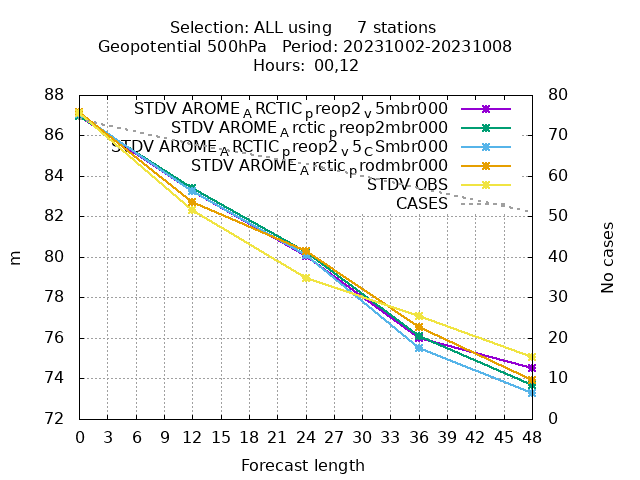 Selection: ALL using 7 stations
Geopotential 500hPa Period: 20231002-20231008
Hours: 00,12
88 80
STDV AROME_ARCTIC_preop2_v5mbr000
86 70
STDV AROME_Arctic_preop2mbr000
STDV AROME_ARCTIC_preop2_v5_CSmbr000
84 60
STDV AROME_Arctic_prodmbr000
STDV OBS
CASES
82 50
80 40
78 30
76 20
74 10
72 0
m
No cases
0 3 6 9 12 15 18 21 24 27 30 33 36 39 42 45 48
Forecast length